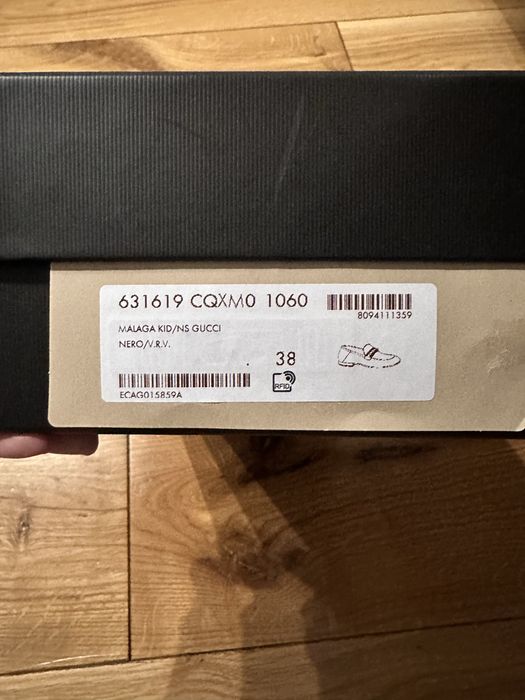 631619 CQXM0 1060
8094111359
MALAGA KID/NS GUCCI
NERO/V.R.V.
. 38
RFID
ECAG015859A